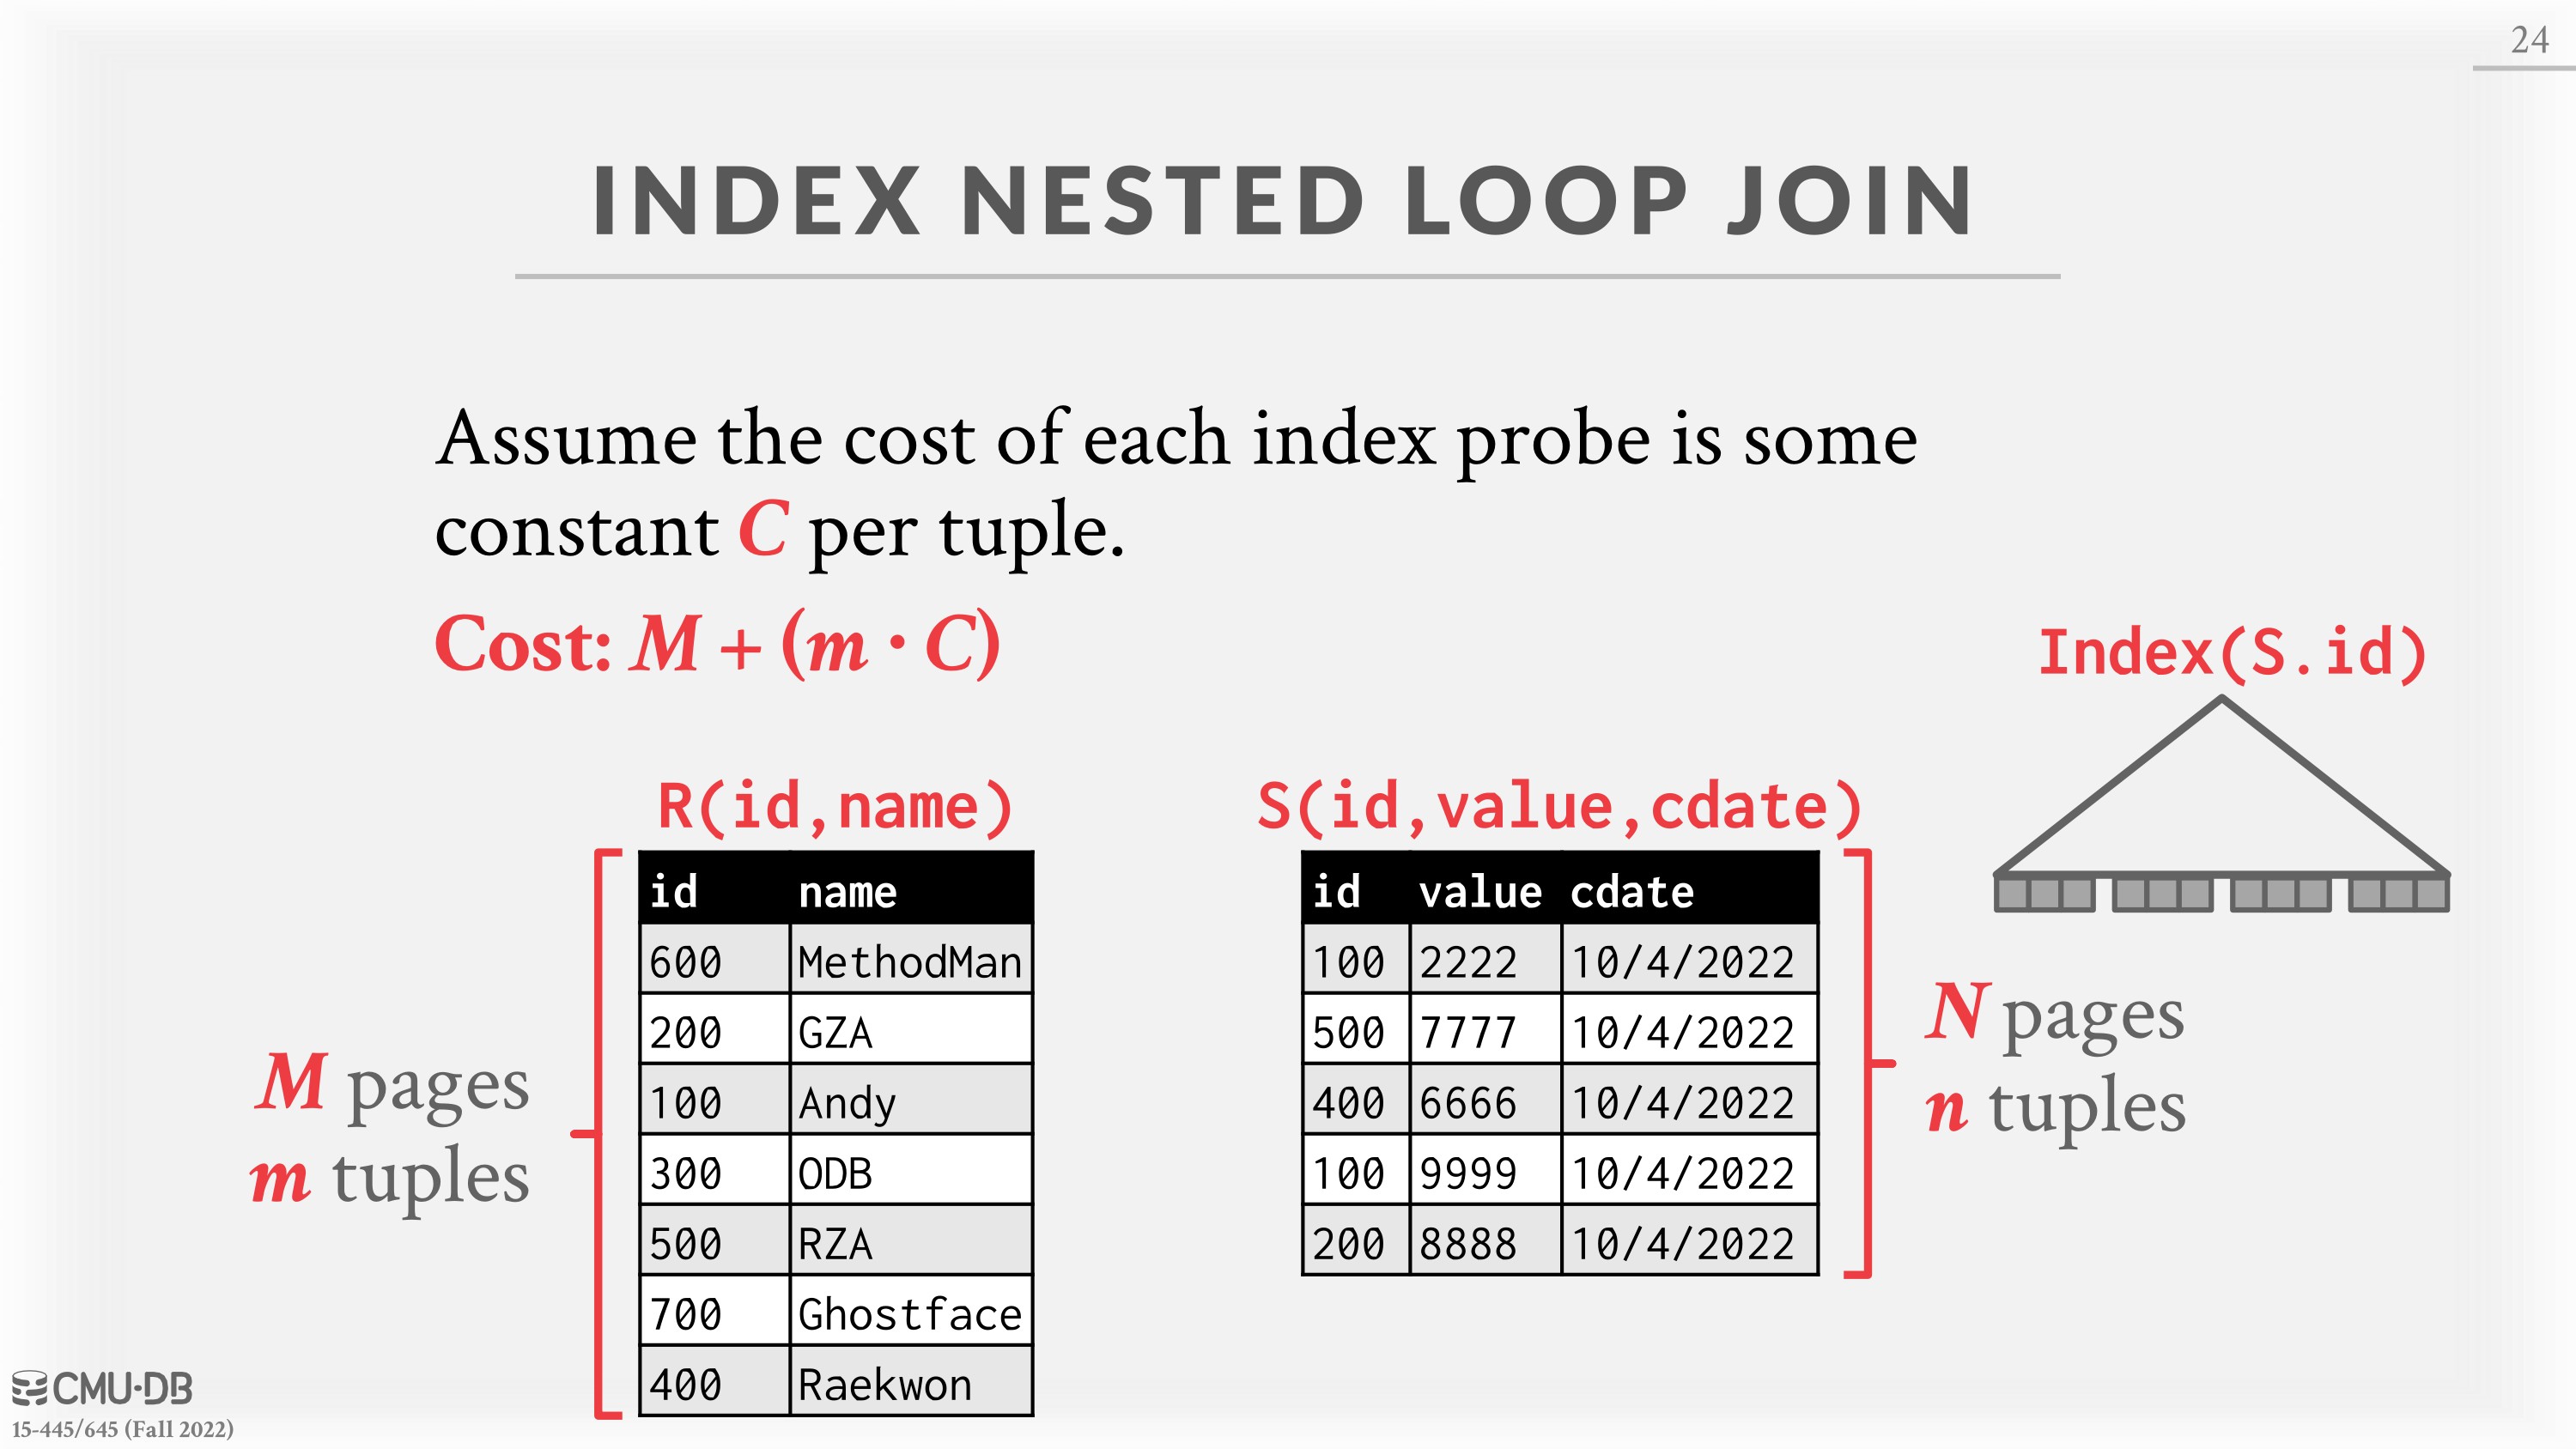 24
INDEX NESTED LOOP JOIN
Assume the cost of each index probe is some
constant C per tuple.
Cost: M + (m · C)
Index(S.id)
R(id,name)
id name
600 MethodMan
200 GZA
100 Andy
300 ODB
500 RZA
700 Ghostface
400 Raekwon
M pages
m tuples
S(id,value,cdate)
id value cdate
100 2222 10/4/2022
500 7777 10/4/2022
400 6666 10/4/2022
100 9999 10/4/2022
200 8888 10/4/2022
N pages
n tuples
CMU·DB
15-445/645 (Fall 2022)